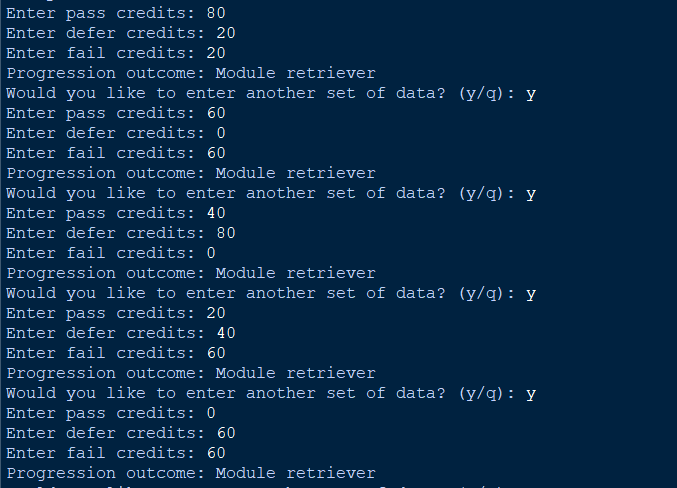 Enter pass credits: 80
Enter defer credits: 20
Enter fail credits: 20
Progression outcome: Module retriever
Would you like to enter another set of data? (y/q): y
Enter pass credits: 60
Enter defer credits: 0
Enter fail credits: 60
Progression outcome: Module retriever
Would you like to enter another set of data? (y/q): y
Enter pass credits: 40
Enter defer credits: 80
Enter fail credits: 0
Progression outcome: Module retriever
Would you like to enter another set of data? (y/q): y
Enter pass credits: 20
Enter defer credits: 40
Enter fail credits: 60
Progression outcome: Module retriever
Would you like to enter another set of data? (y/q): y
Enter pass credits: 0
Enter defer credits: 60
Enter fail credits: 60
Progression outcome: Module retriever